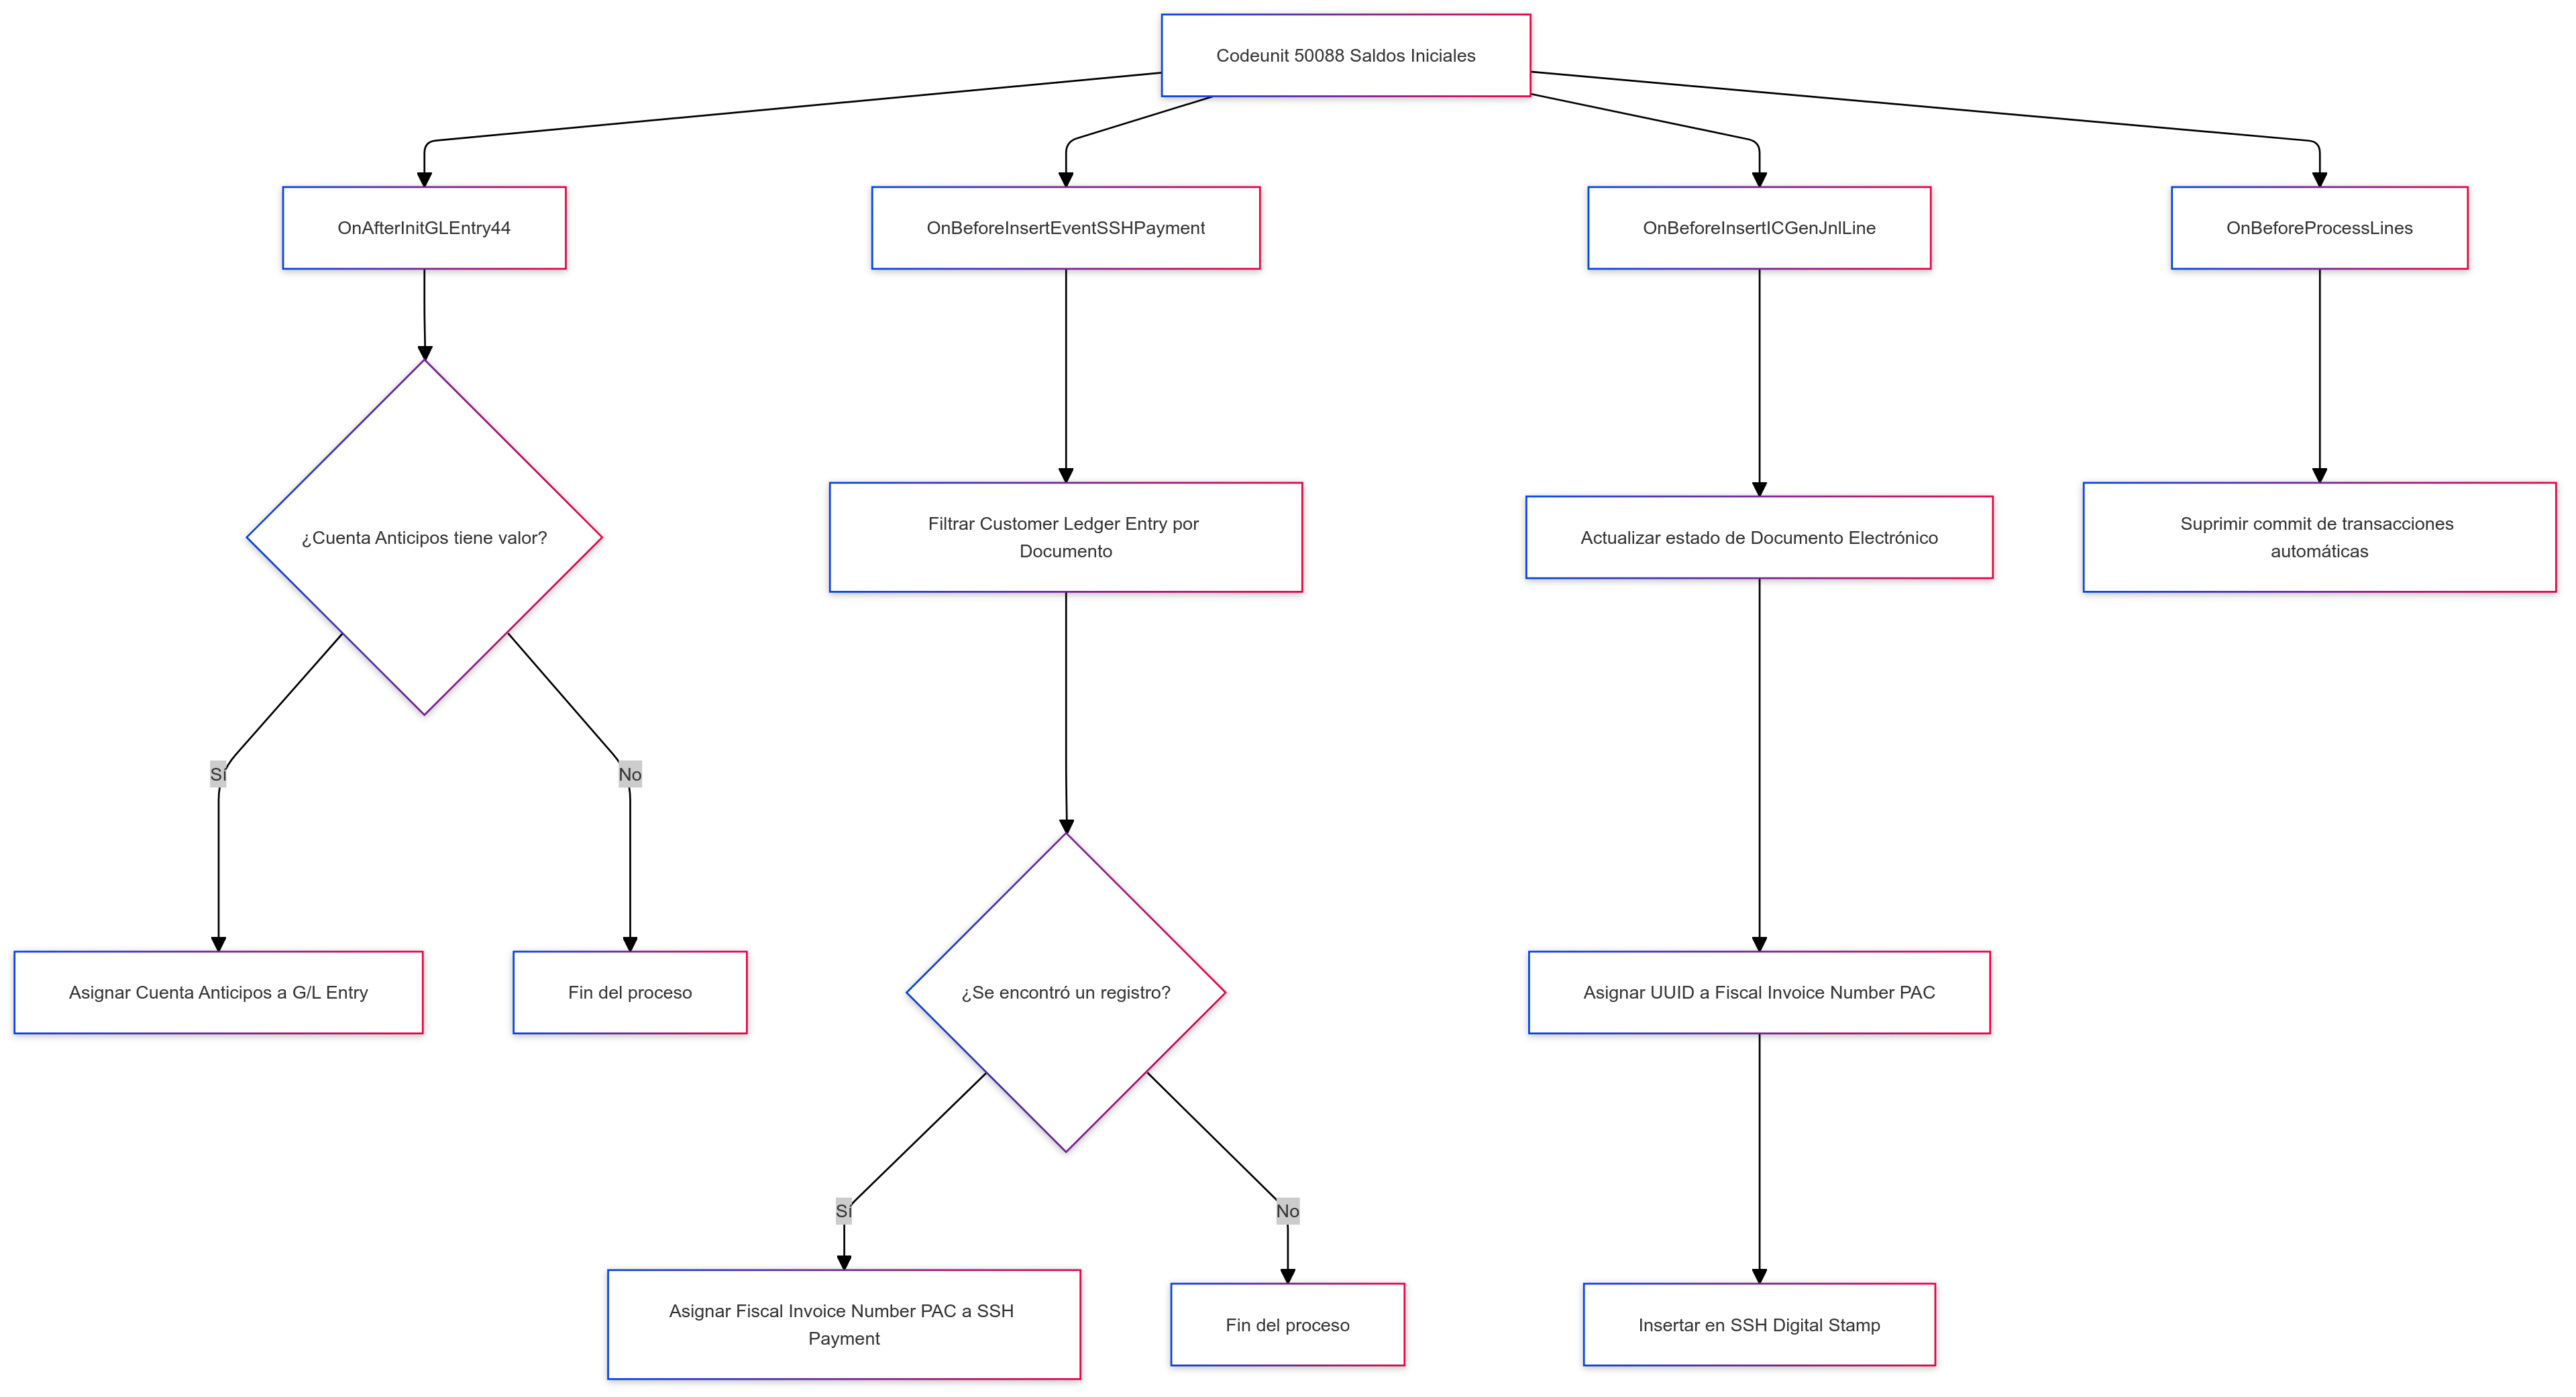 Codeunit 50088 Saldos Iniciales
OnAfterInitGLEntry44
OnBeforeInsertEventSSHPayment
OnBeforeInsertICGenJnlLine
OnBeforeProcessLines
¿Cuenta Anticipos tiene valor?
Filtrar Customer Ledger Entry por
Documento
Actualizar estado de Documento Electrónico
Suprimir commit de transacciones
automáticas
Sí
No
Asignar Cuenta Anticipos a G/L Entry
Fin del proceso
¿Se encontró un registro?
Asignar UUID a Fiscal Invoice Number PAC
Sí
No
Asignar Fiscal Invoice Number PAC a SSH
Payment
Fin del proceso
Insertar en SSH Digital Stamp